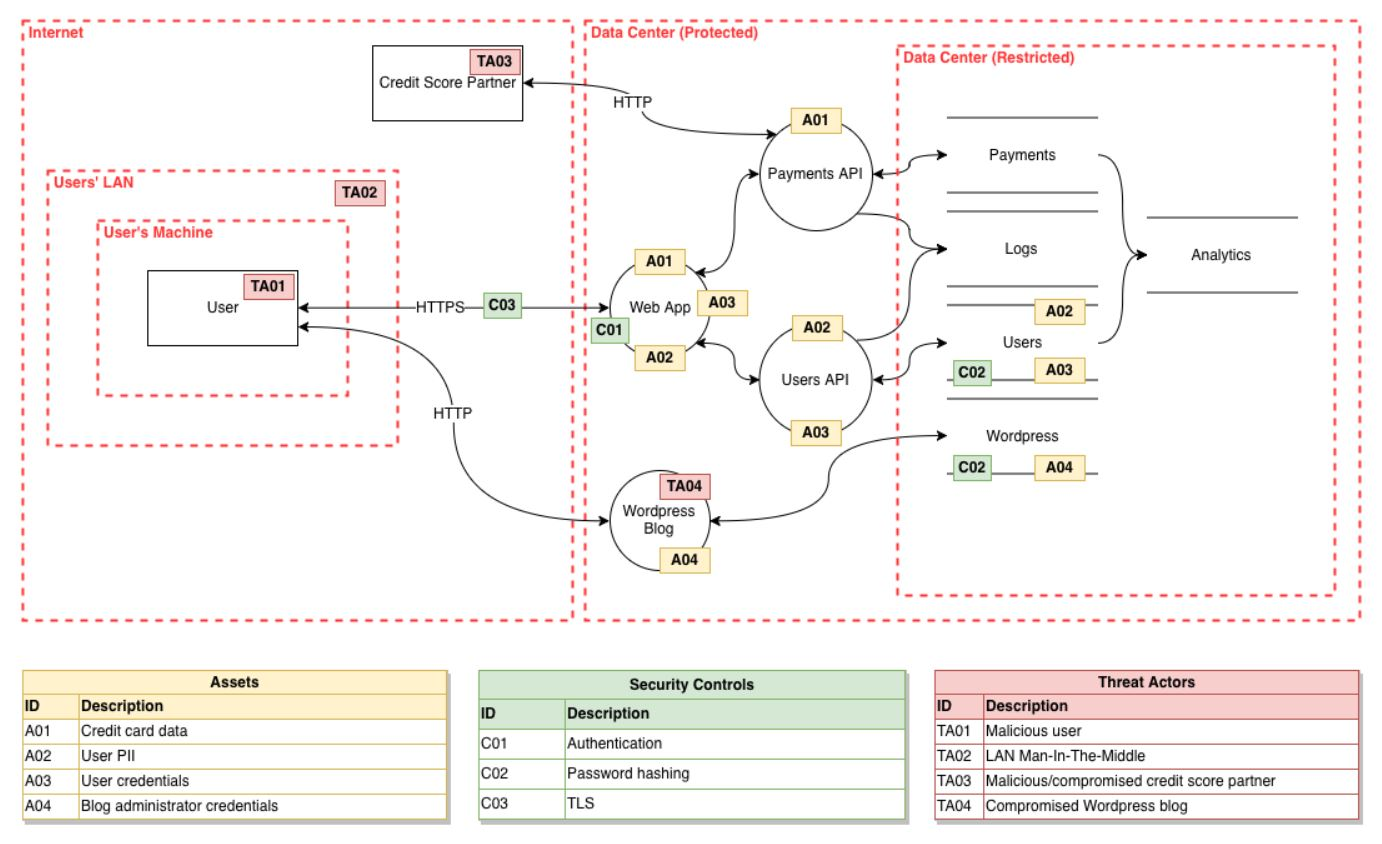 Internet
Data Center (Protected)
Data Center (Restricted)
TA03
Credit Score Partner
HTTP
A01
Payments API
Payments
Users' LAN
TA02
User's Machine
TA01
User
HTTPS
C03
A01
Web App
A03
C01
A02
Logs
Analytics
A02
Users API
A03
A02
Users
C02
A03
HTTP
Wordpress
C02
A04
TA04
Wordpress
Blog
A04
Assets
ID Description
A01 Credit card data
A02 User PII
A03 User credentials
A04 Blog administrator credentials
Security Controls
ID Description
C01 Authentication
C02 Password hashing
C03 TLS
Threat Actors
ID Description
TA01 Malicious user
TA02 LAN Man-In-The-Middle
TA03 Malicious/compromised credit score partner
TA04 Compromised Wordpress blog